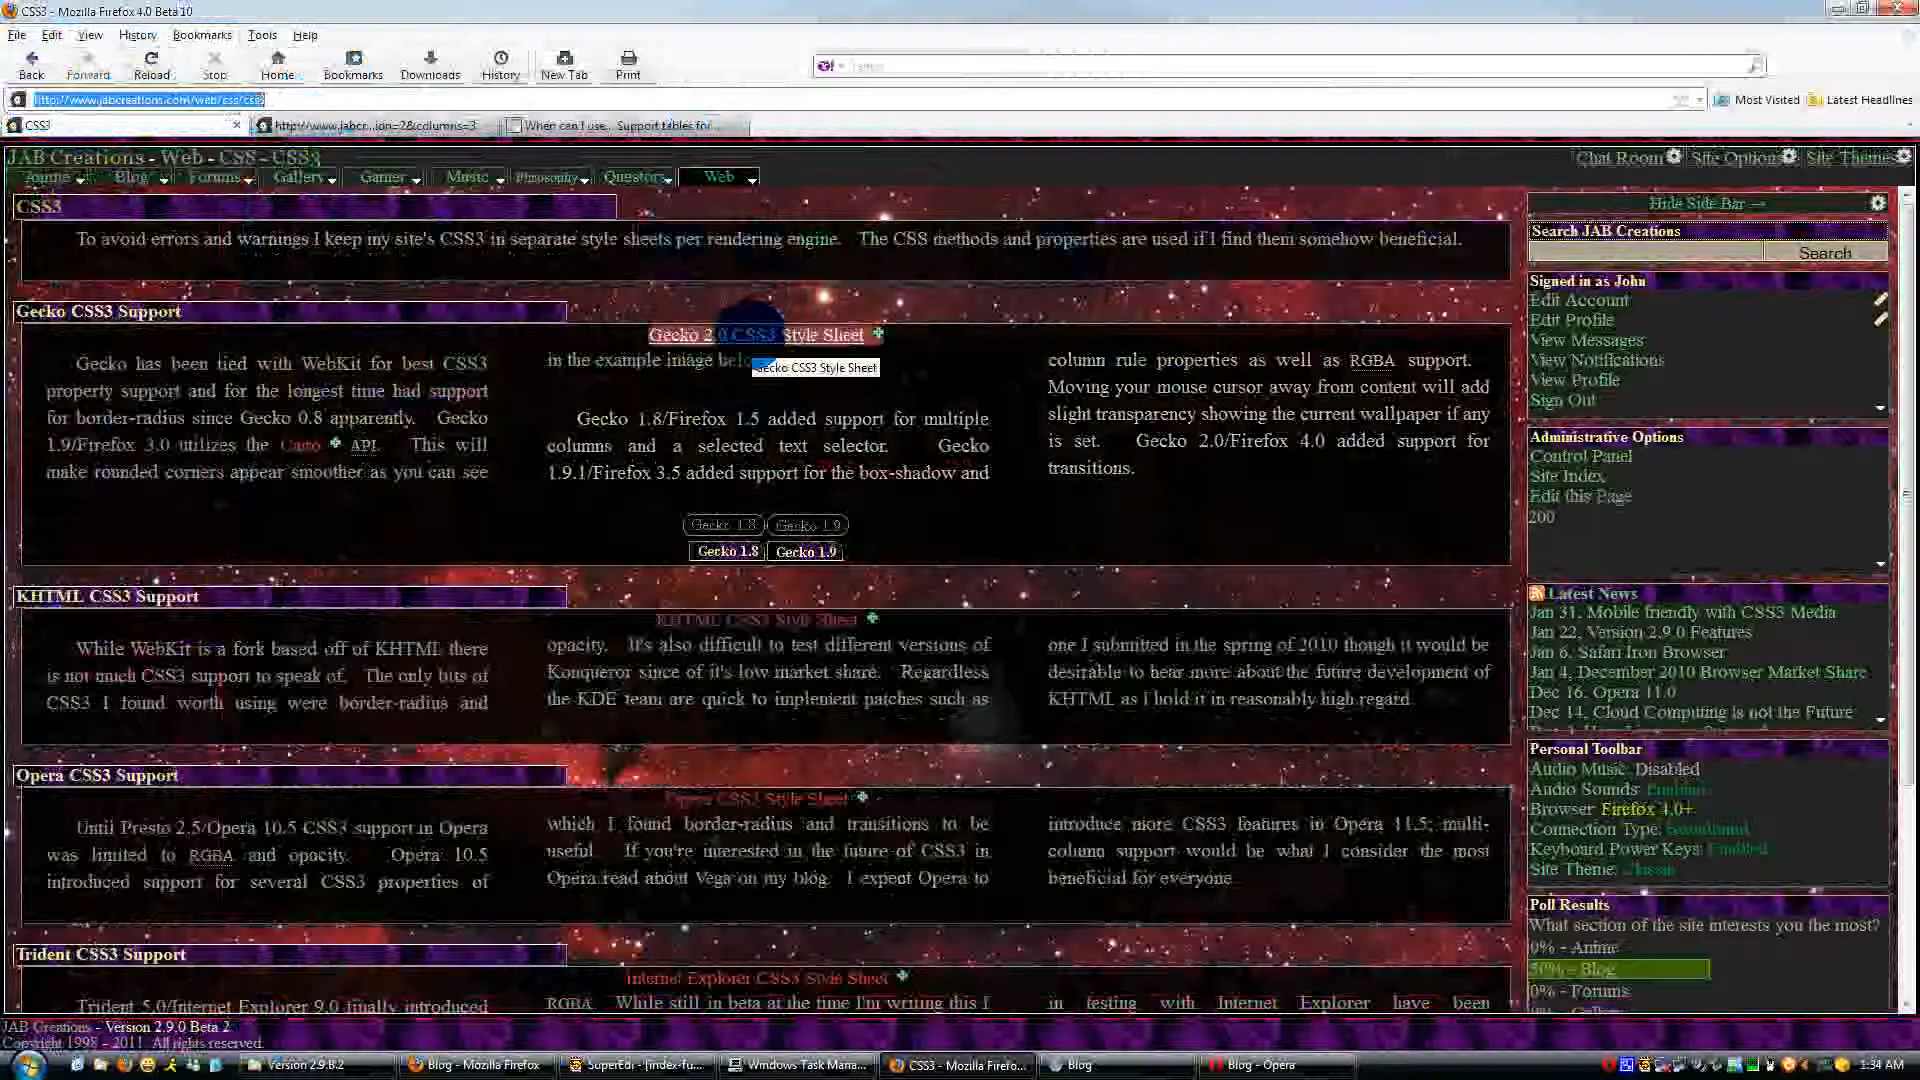 CSS3 - Mozilla Firefox 4.0 Beta 10
File Edit View History Bookmarks Tools Help
Back Forward Reload Stop Home Bookmarks Downloads History New Tab Print
http://www.jabcreations.com/web/css/css3
Most Visited Latest Headlines
CSS3
http://www.jabcr...ion=2&columns=3
When can I use... Support tables for...
JAB Creations - Web - CSS - CSS3
Chat Room Site Options Site Themes
Anime Blog Forums Gallery Gamer Music Philosophy Questions Web
CSS3
To avoid errors and warnings I keep my site's CSS3 in separate style sheets per rendering engine. The CSS methods and properties are used if I find them somehow beneficial.
Gecko CSS3 Support
Gecko 2.0 CSS3 Style Sheet
Gecko CSS3 Style Sheet
Gecko has been tied with WebKit for best CSS3
property support and for the longest time had support
for border-radius since Gecko 0.8 apparently. Gecko
1.9/Firefox 3.0 utilizes the Cairo API. This will
make rounded corners appear smoother as you can see
in the example image
Gecko 1.8/Firefox 1.5 added support for multiple
columns and a selected text selector. Gecko
1.9.1/Firefox 3.5 added support for the box-shadow and
column rule properties as well as RGBA support.
Moving your mouse cursor away from content will add
slight transparency showing the current wallpaper if any
is set. Gecko 2.0/Firefox 4.0 added support for
transitions.
Gecko 1.8 Gecko 1.9
Gecko 1.8 Gecko 1.9
KHTML CSS3 Support
KHTML CSS3 Style Sheet
While WebKit is a fork based off of KHTML there
is not much CSS3 support to speak of. The only bits of
CSS3 I found worth using were border-radius and
opacity. It's also difficult to test different versions of
Konqueror since of it's low market share. Regardless
the KDE team are quick to implement patches such as
one I submitted in the spring of 2010 though it would be
desirable to hear more about the future development of
KHTML as I hold it in reasonably high regard.
Opera CSS3 Support
Opera CSS3 Style Sheet
Until Presto 2.5/Opera 10.5 CSS3 support in Opera
was limited to RGBA and opacity. Opera 10.5
introduced support for several CSS3 properties of
which I found border-radius and transitions to be
useful. If you're interested in the future of CSS3 in
Opera read about Vega on my blog. I expect Opera to
introduce more CSS3 features in Opera 11.5; multi-
column support would be what I consider the most
beneficial for everyone.
Trident CSS3 Support
Internet Explorer CSS3 Style Sheet
Trident 5.0/Internet Explorer 9.0 finally introduced
RGBA. While still in beta at the time I'm writing this I
in testing with Internet Explorer have been
Hide Side Bar →
Search JAB Creations
Search
Signed in as John
Edit Account
Edit Profile
View Messages
View Notifications
View Profile
Sign Out
Administrative Options
Control Panel
Site Index
Edit this Page
200
Latest News
Jan 31, Mobile friendly with CSS3 Media
Jan 22, Version 2.9.0 Features
Jan 6, Safari Iron Browser
Jan 4, December 2010 Browser Market Share
Dec 16, Opera 11.0
Dec 14, Cloud Computing is not the Future
Personal Toolbar
Audio Music: Disabled
Audio Sounds:
Browser: Firefox 4.0+
Connection Type:
Keyboard Power Keys: Enabled
Site Theme: Classic
Poll Results
What section of the site interests you the most?
0% - Anime
50% - Blog
0% - Forums
JAB Creations - Version 2.9.0 Beta 2
Copyright 1998 - 2011. All rights reserved.
Version 2.9.B.2
Blog - Mozilla Firefox
SuperEdi - [index-fu...
Windows Task Mana...
CSS3 - Mozilla Firefo...
Blog
Blog - Opera
1:34 AM